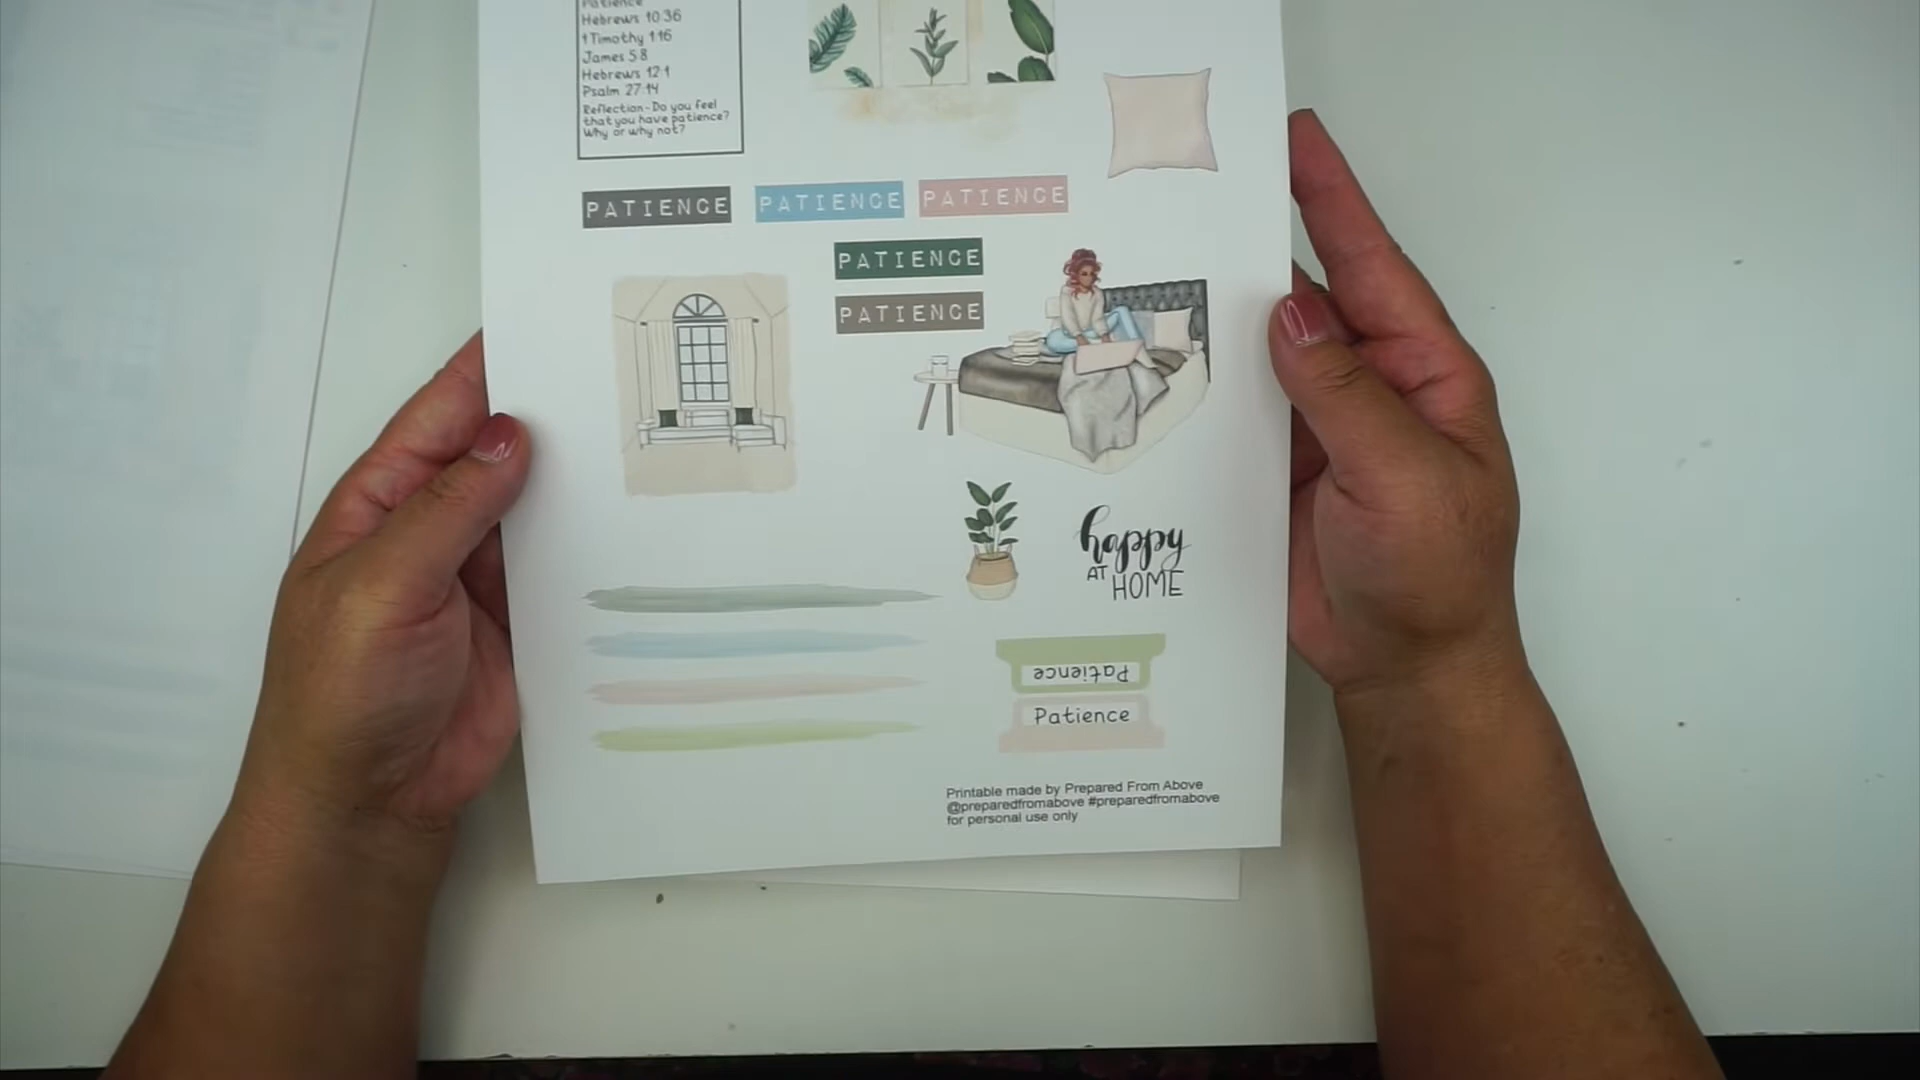 Patience
Hebrews 10:36
1 Timothy 1:16
James 5:8
Hebrews 12:1
Psalm 27:14
Reflection- Do you feel
that you have patience?
Why or why not?
PATIENCE
PATIENCE
PATIENCE
PATIENCE
PATIENCE
happy
AT HOME
Patience
Patience
Printable made by Prepared From Above
@preparedfromabove #preparedfromabove
for personal use only